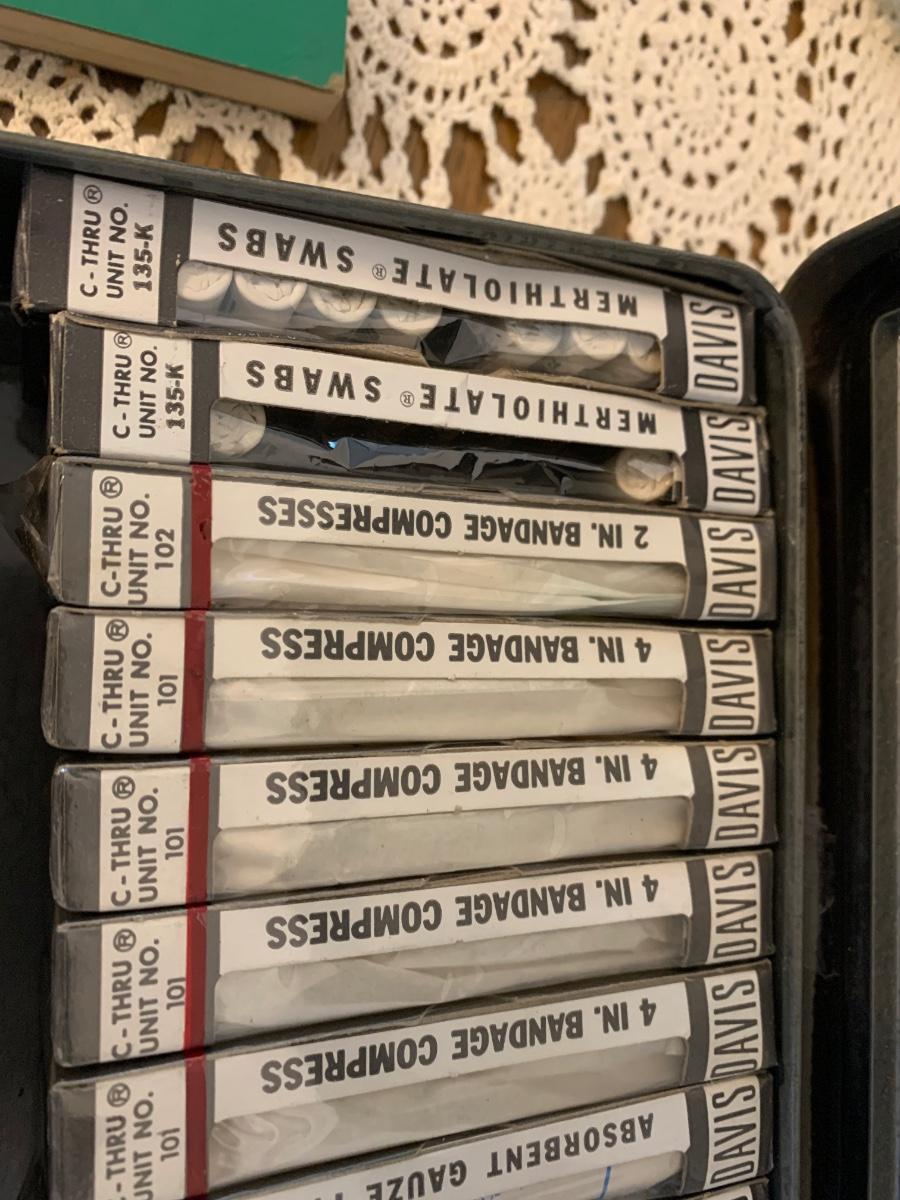 C-THRU®
UNIT NO.
135-K
MERTHIOLATE® SWABS
DAVIS
C-THRU®
UNIT NO.
135-K
MERTHIOLATE® SWABS
DAVIS
C-THRU®
UNIT NO.
102
2 IN. BANDAGE COMPRESSES
DAVIS
C-THRU®
UNIT NO.
101
4 IN. BANDAGE COMPRESS
DAVIS
C-THRU®
UNIT NO.
101
4 IN. BANDAGE COMPRESS
DAVIS
C-THRU®
UNIT NO.
101
4 IN. BANDAGE COMPRESS
DAVIS
C-THRU®
UNIT NO.
101
4 IN. BANDAGE COMPRESS
DAVIS
ABSORBENT GAUZE
DAVIS